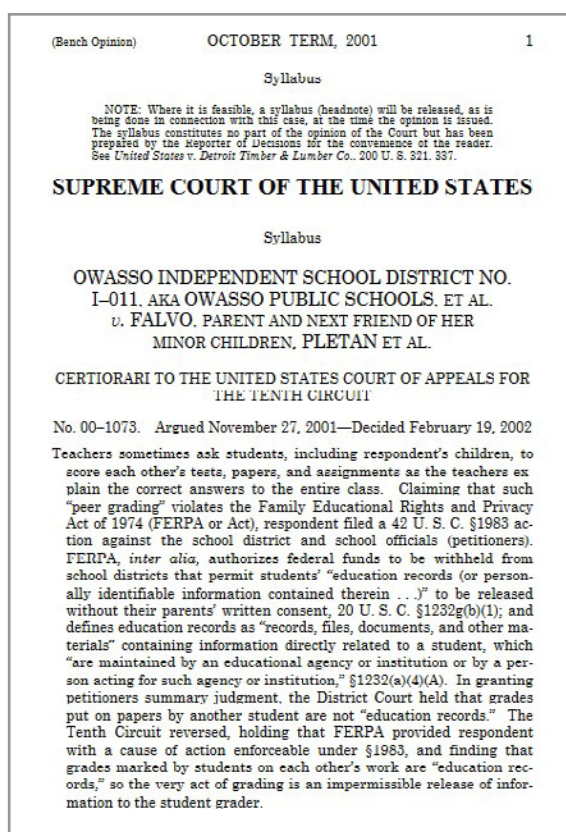 (Bench Opinion) OCTOBER TERM, 2001 1
Syllabus
NOTE: Where it is feasible, a syllabus (headnote) will be released, as is
being done in connection with this case, at the time the opinion is issued.
The syllabus constitutes no part of the opinion of the Court but has been
prepared by the Reporter of Decisions for the convenience of the reader.
See United States v. Detroit Timber & Lumber Co., 200 U. S. 321, 337.
SUPREME COURT OF THE UNITED STATES
Syllabus
OWASSO INDEPENDENT SCHOOL DISTRICT NO.
I–011, AKA OWASSO PUBLIC SCHOOLS, ET AL.
v. FALVO, PARENT AND NEXT FRIEND OF HER
MINOR CHILDREN, PLETAN ET AL.
CERTIORARI TO THE UNITED STATES COURT OF APPEALS FOR
THE TENTH CIRCUIT
No. 00–1073. Argued November 27, 2001—Decided February 19, 2002
Teachers sometimes ask students, including respondent's children, to
score each other's tests, papers, and assignments as the teachers ex
plain the correct answers to the entire class. Claiming that such
"peer grading" violates the Family Educational Rights and Privacy
Act of 1974 (FERPA or Act), respondent filed a 42 U. S. C. §1983 ac-
tion against the school district and school officials (petitioners).
FERPA, inter alia, authorizes federal funds to be withheld from
school districts that permit students' "education records (or person-
ally identifiable information contained therein . . .)" to be released
without their parents' written consent, 20 U. S. C. §1232g(b)(1); and
defines education records as "records, files, documents, and other ma-
terials" containing information directly related to a student, which
"are maintained by an educational agency or institution or by a per-
son acting for such agency or institution," §1232(a)(4)(A). In granting
petitioners summary judgment, the District Court held that grades
put on papers by another student are not "education records." The
Tenth Circuit reversed, holding that FERPA provided respondent
with a cause of action enforceable under §1983, and finding that
grades marked by students on each other's work are "education rec-
ords," so the very act of grading is an impermissible release of infor-
mation to the student grader.